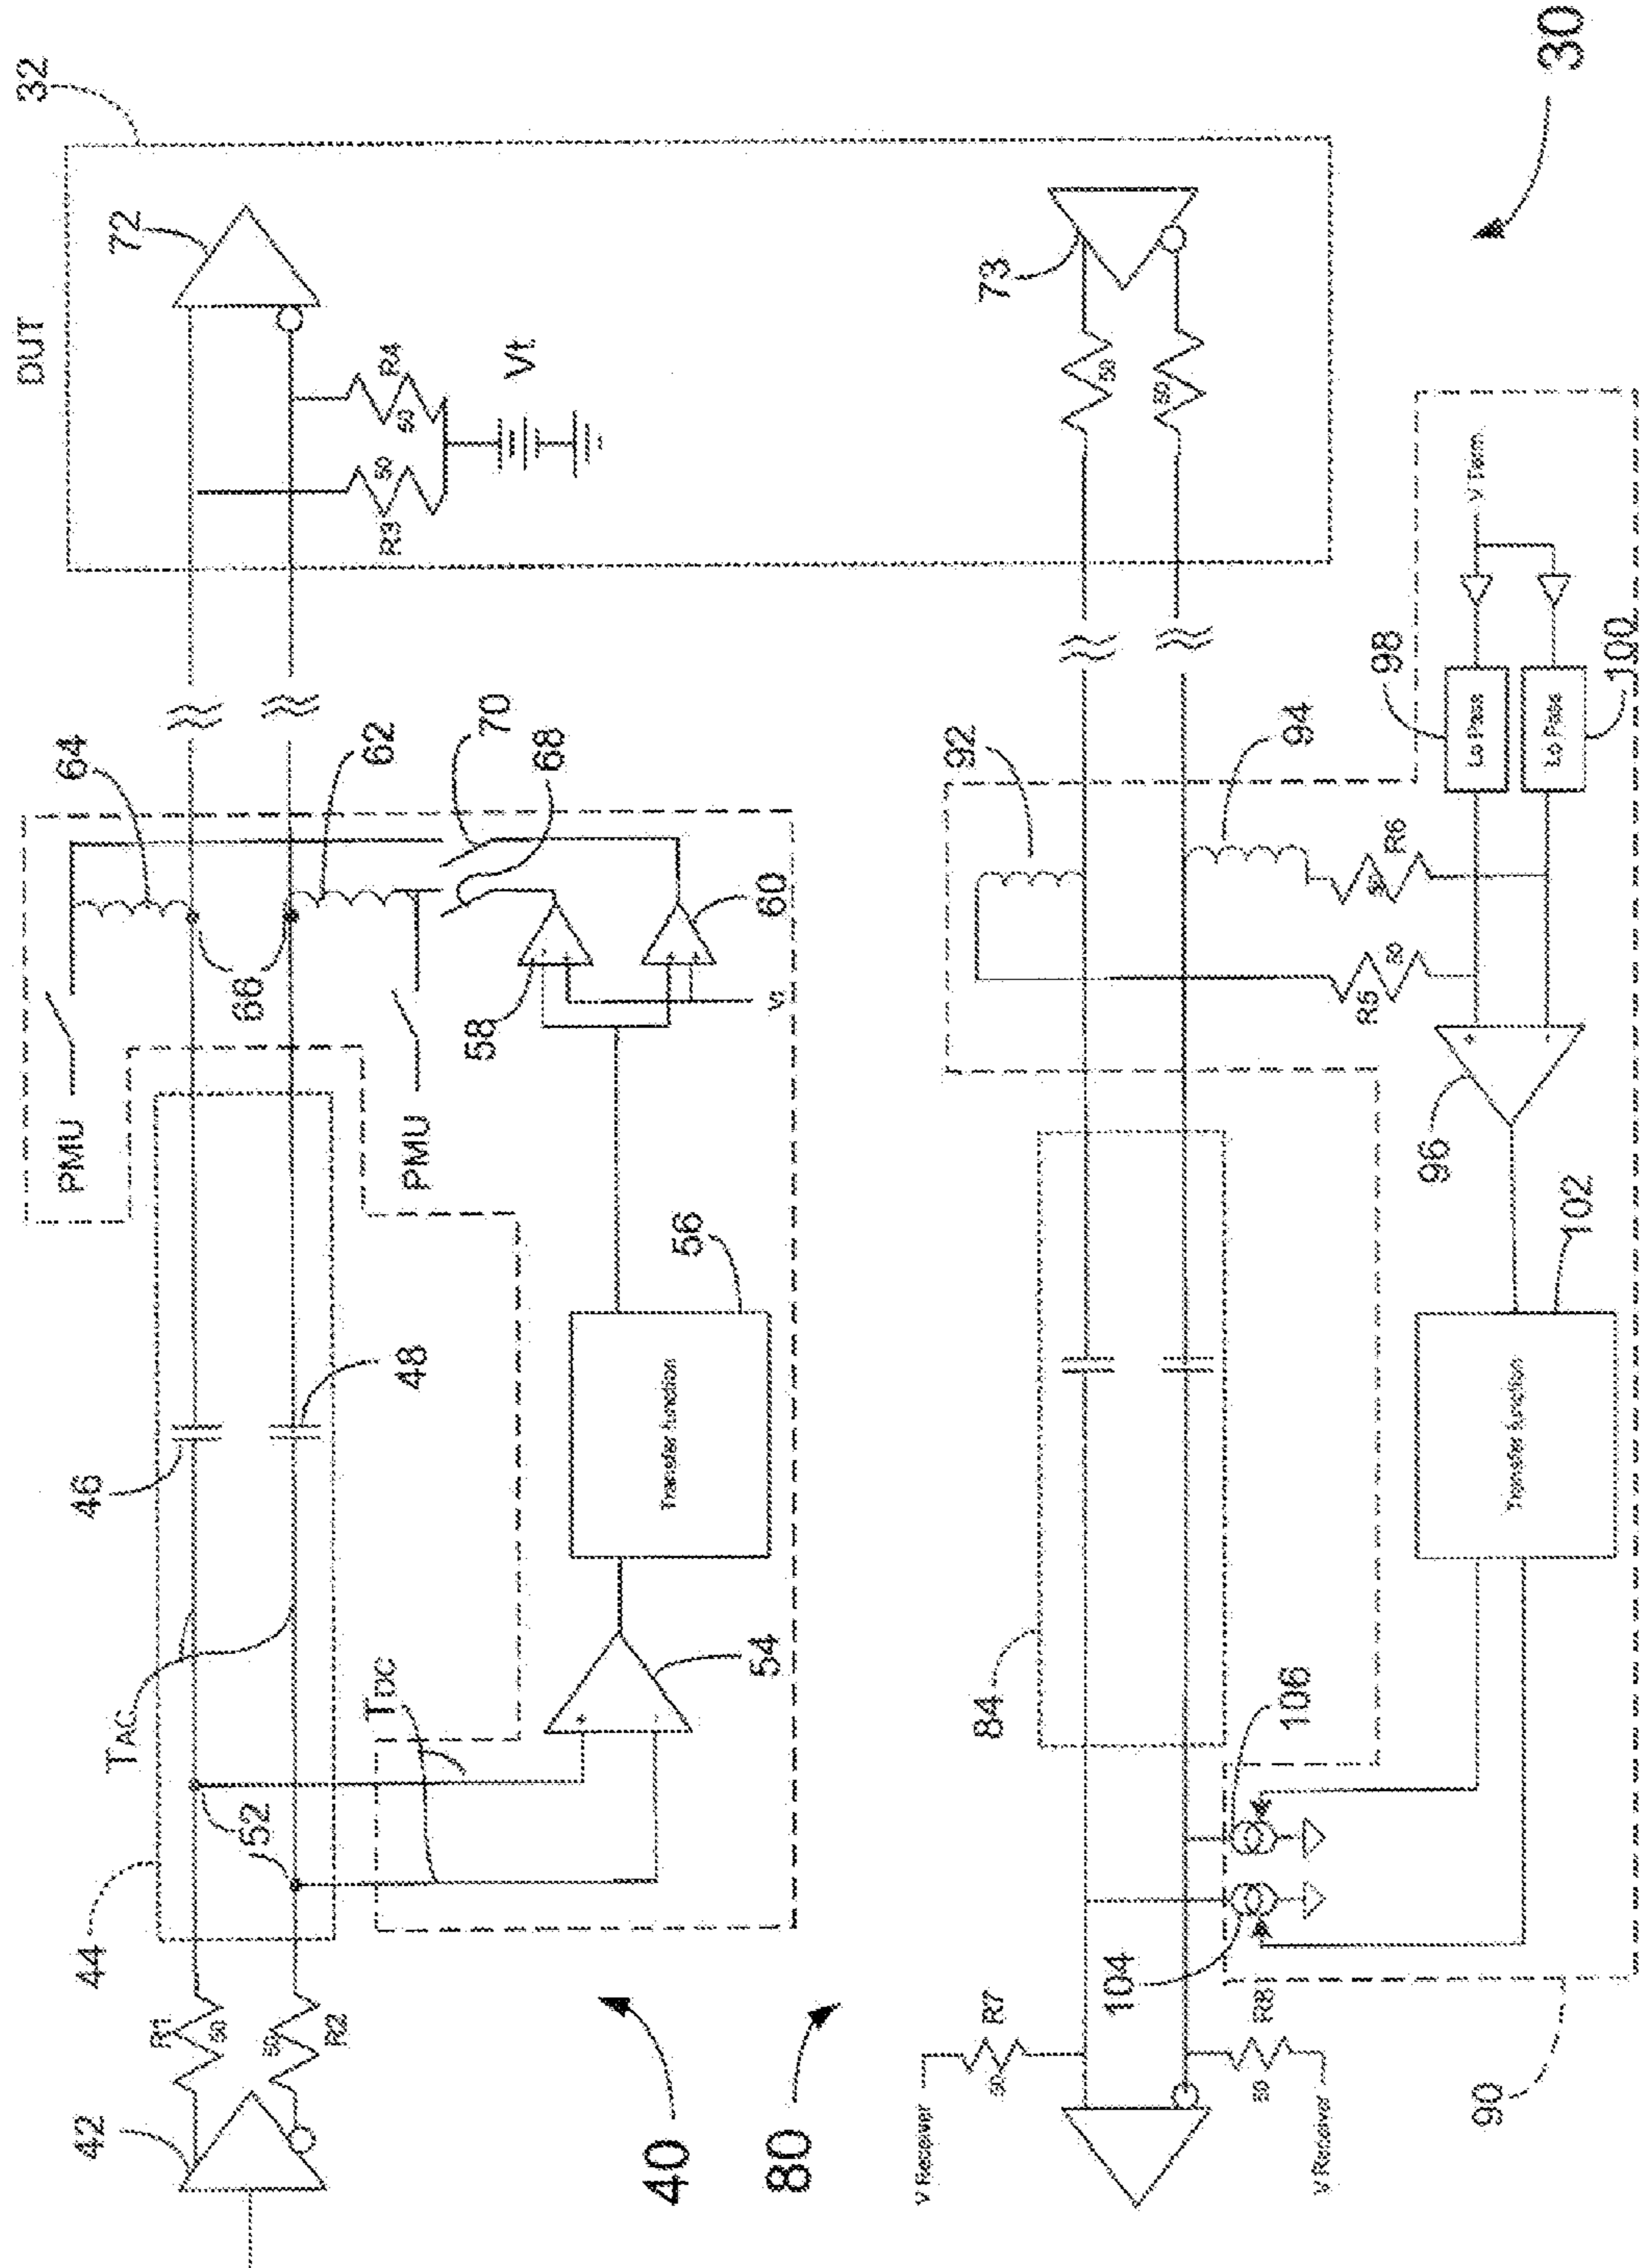 DUT
32
72
R4
50
50
R3
Vt
73
50
50
30
64
62
70
68
66
PMU
PMU
58
60
Vt
46
48
TAC
TDC
52
44
54
56
Transfer function
42
R1
50
50
R2
40
80
92
94
98
100
V Term
Lo Pass
Lo Pass
R6
50
R5
50
96
102
Transfer function
84
106
104
R7
50
R8
50
V Receiver
V Receiver
90